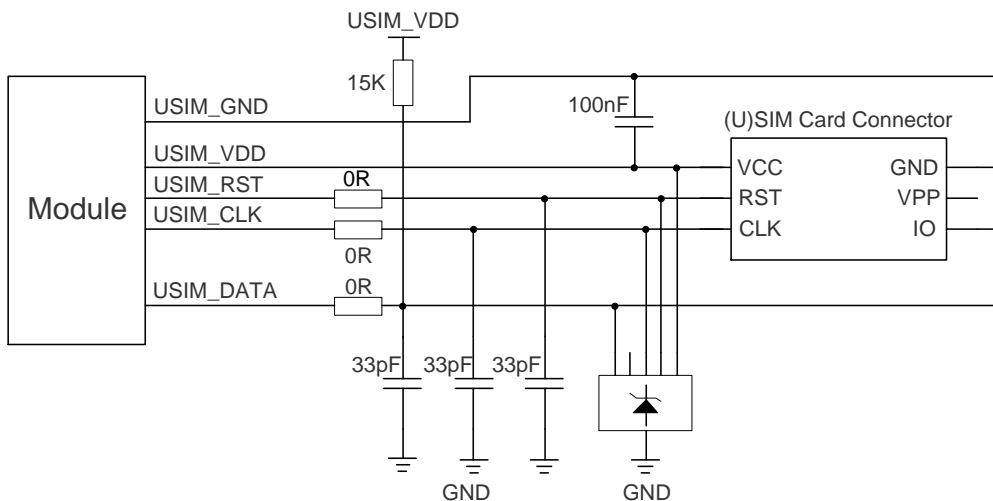 USIM_VDD
15K
USIM_GND
100nF
(U)SIM Card Connector
USIM_VDD
VCC
GND
USIM_RST
0R
RST
VPP
Module
USIM_CLK
CLK
IO
0R
USIM_DATA
0R
33pF
33pF
33pF
GND
GND